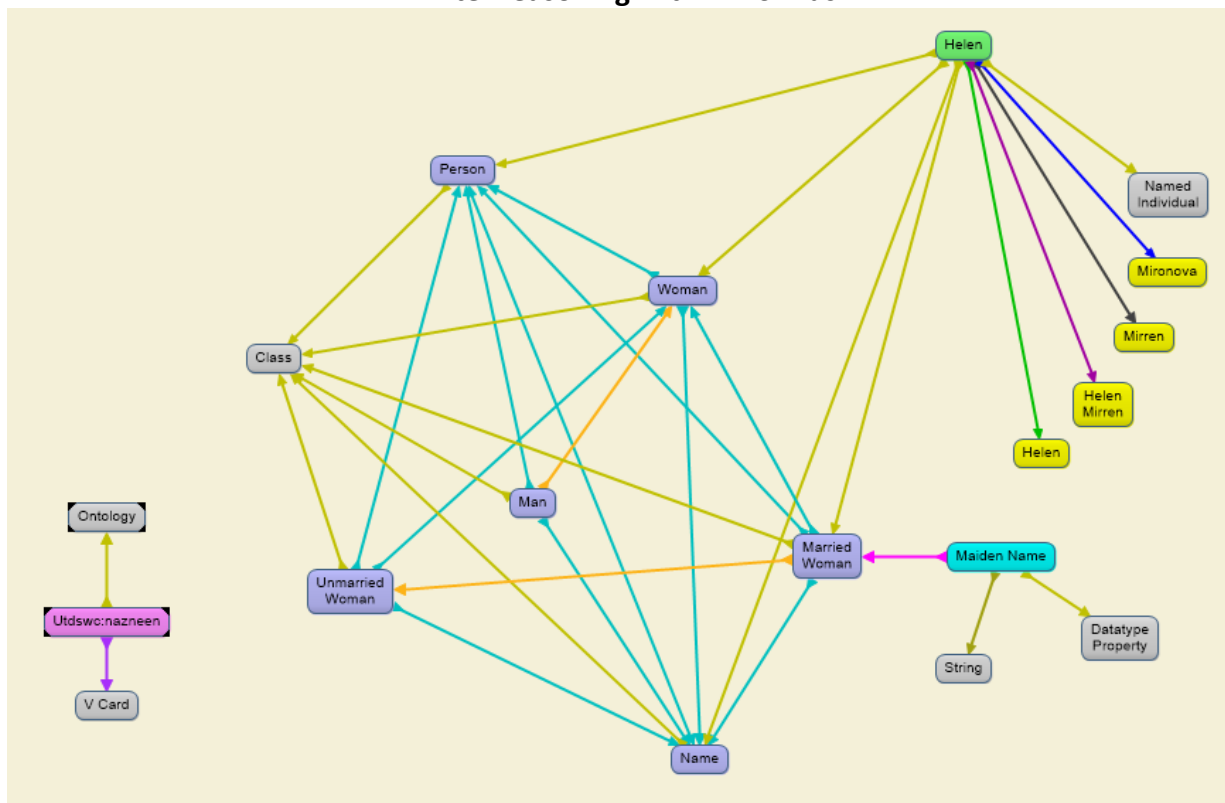 Helen
Person
Named
Individual
Mironova
Woman
Mirren
Class
Helen
Mirren
Helen
Man
Ontology
Married
Woman
Maiden Name
Unmarried
Woman
Utdswc:nazneen
Datatype
Property
String
V Card
Name